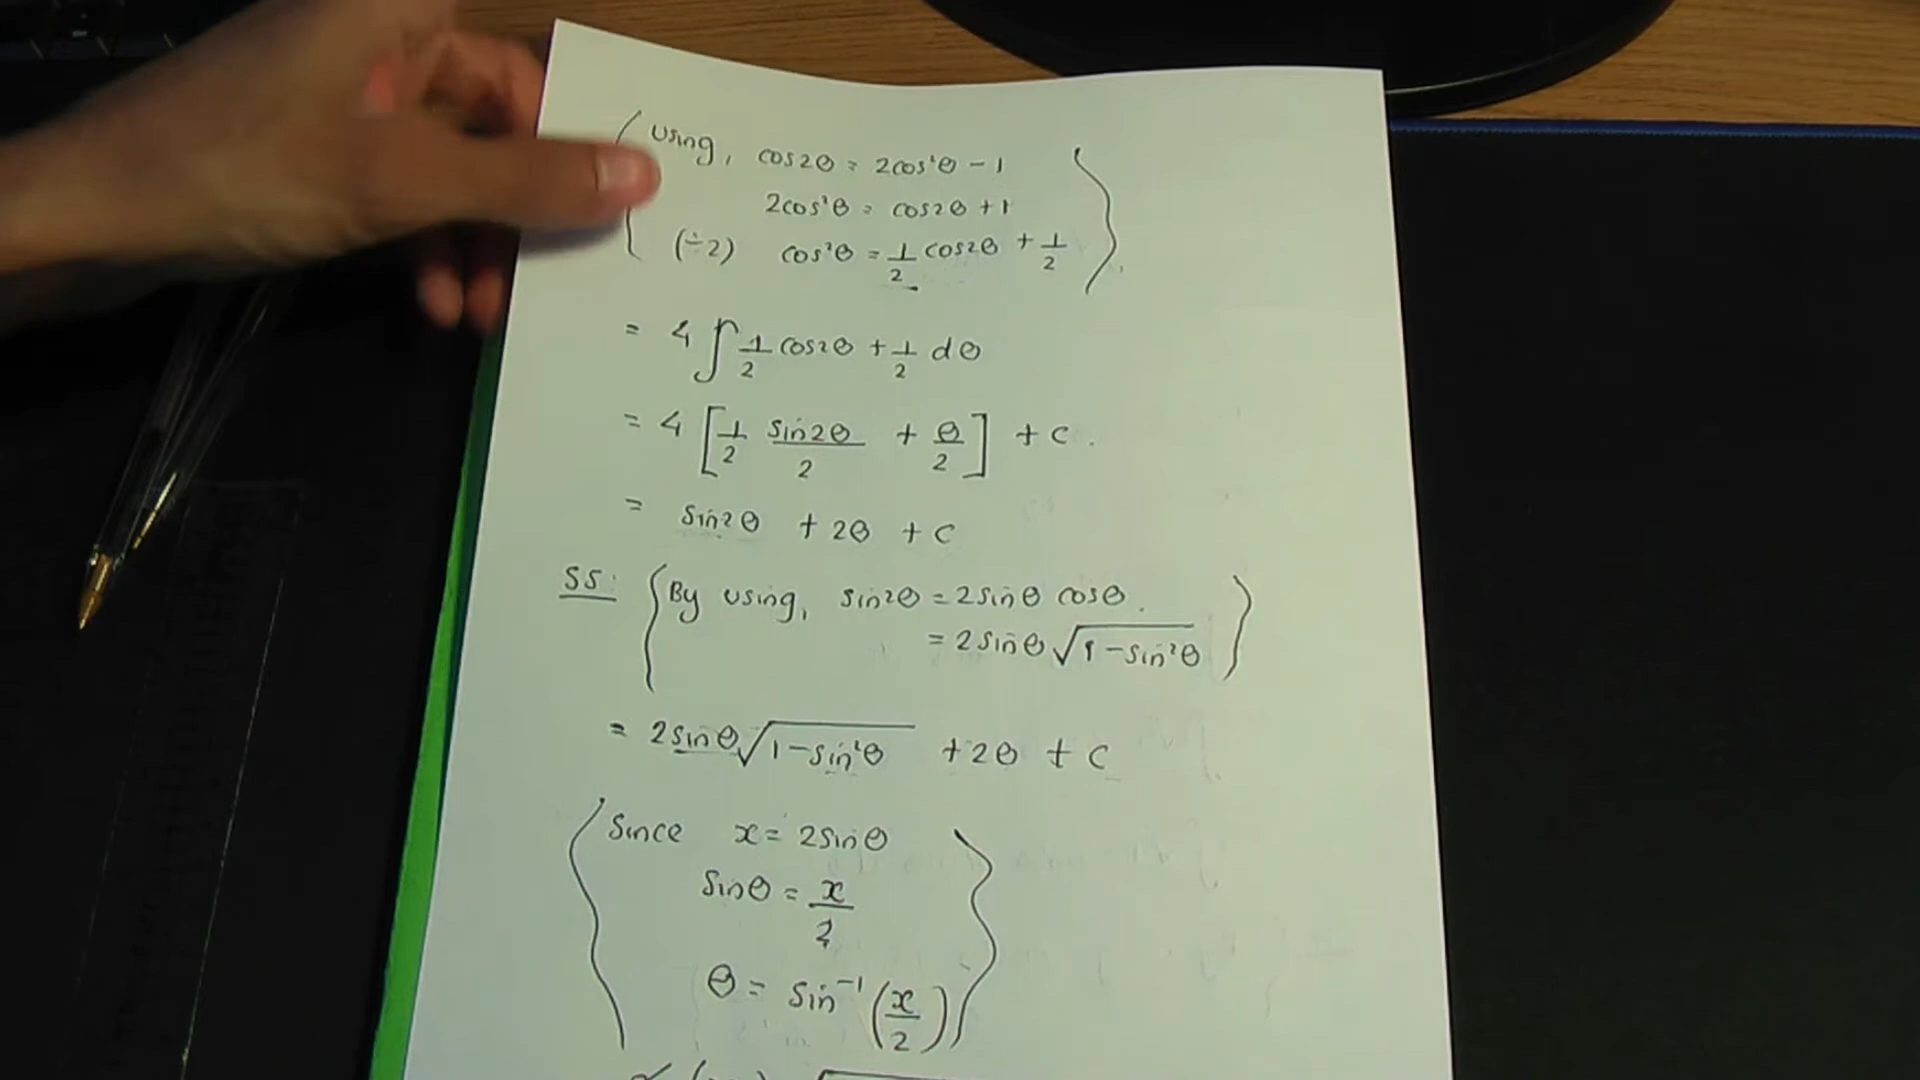 Using, cos2θ = 2cos²θ - 1
2cos²θ = cos2θ + 1
(÷2) cos²θ = 1/2 cos2θ + 1/2
= 4 ∫ 1/2 cos2θ + 1/2 dθ
= 4 [1/2 sin2θ/2 + θ/2] + c.
= sin2θ + 2θ + c
S5: {By using, sin2θ = 2sinθ cosθ.
= 2sinθ√(1-sin²θ)}
= 2sinθ√(1-sin²θ) + 2θ + c
Since x = 2sinθ
sinθ = x/2
θ = sin⁻¹(x/2)